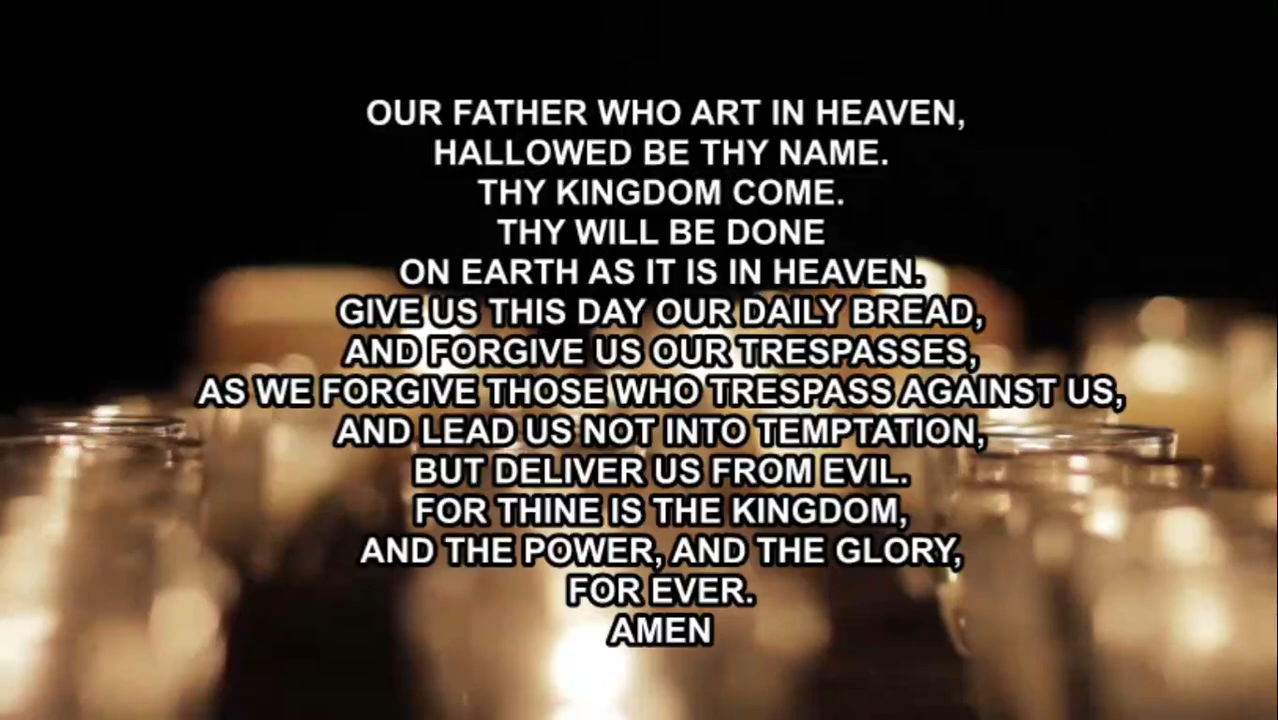 OUR FATHER WHO ART IN HEAVEN,
HALLOWED BE THY NAME.
THY KINGDOM COME.
THY WILL BE DONE
ON EARTH AS IT IS IN HEAVEN.
GIVE US THIS DAY OUR DAILY BREAD,
AND FORGIVE US OUR TRESPASSES,
AS WE FORGIVE THOSE WHO TRESPASS AGAINST US,
AND LEAD US NOT INTO TEMPTATION,
BUT DELIVER US FROM EVIL.
FOR THINE IS THE KINGDOM,
AND THE POWER, AND THE GLORY,
FOR EVER.
AMEN